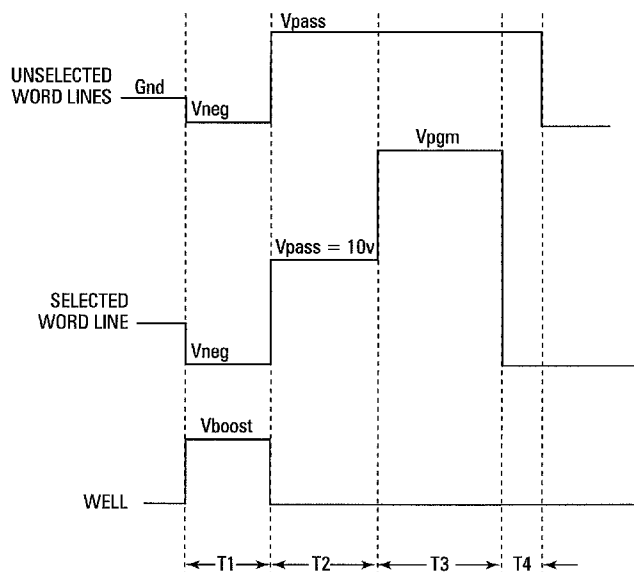 Vpass
UNSELECTED
WORD LINES
Gnd
Vneg
Vpgm
Vpass = 10v
SELECTED
WORD LINE
Vneg
Vboost
WELL
T1
T2
T3
T4